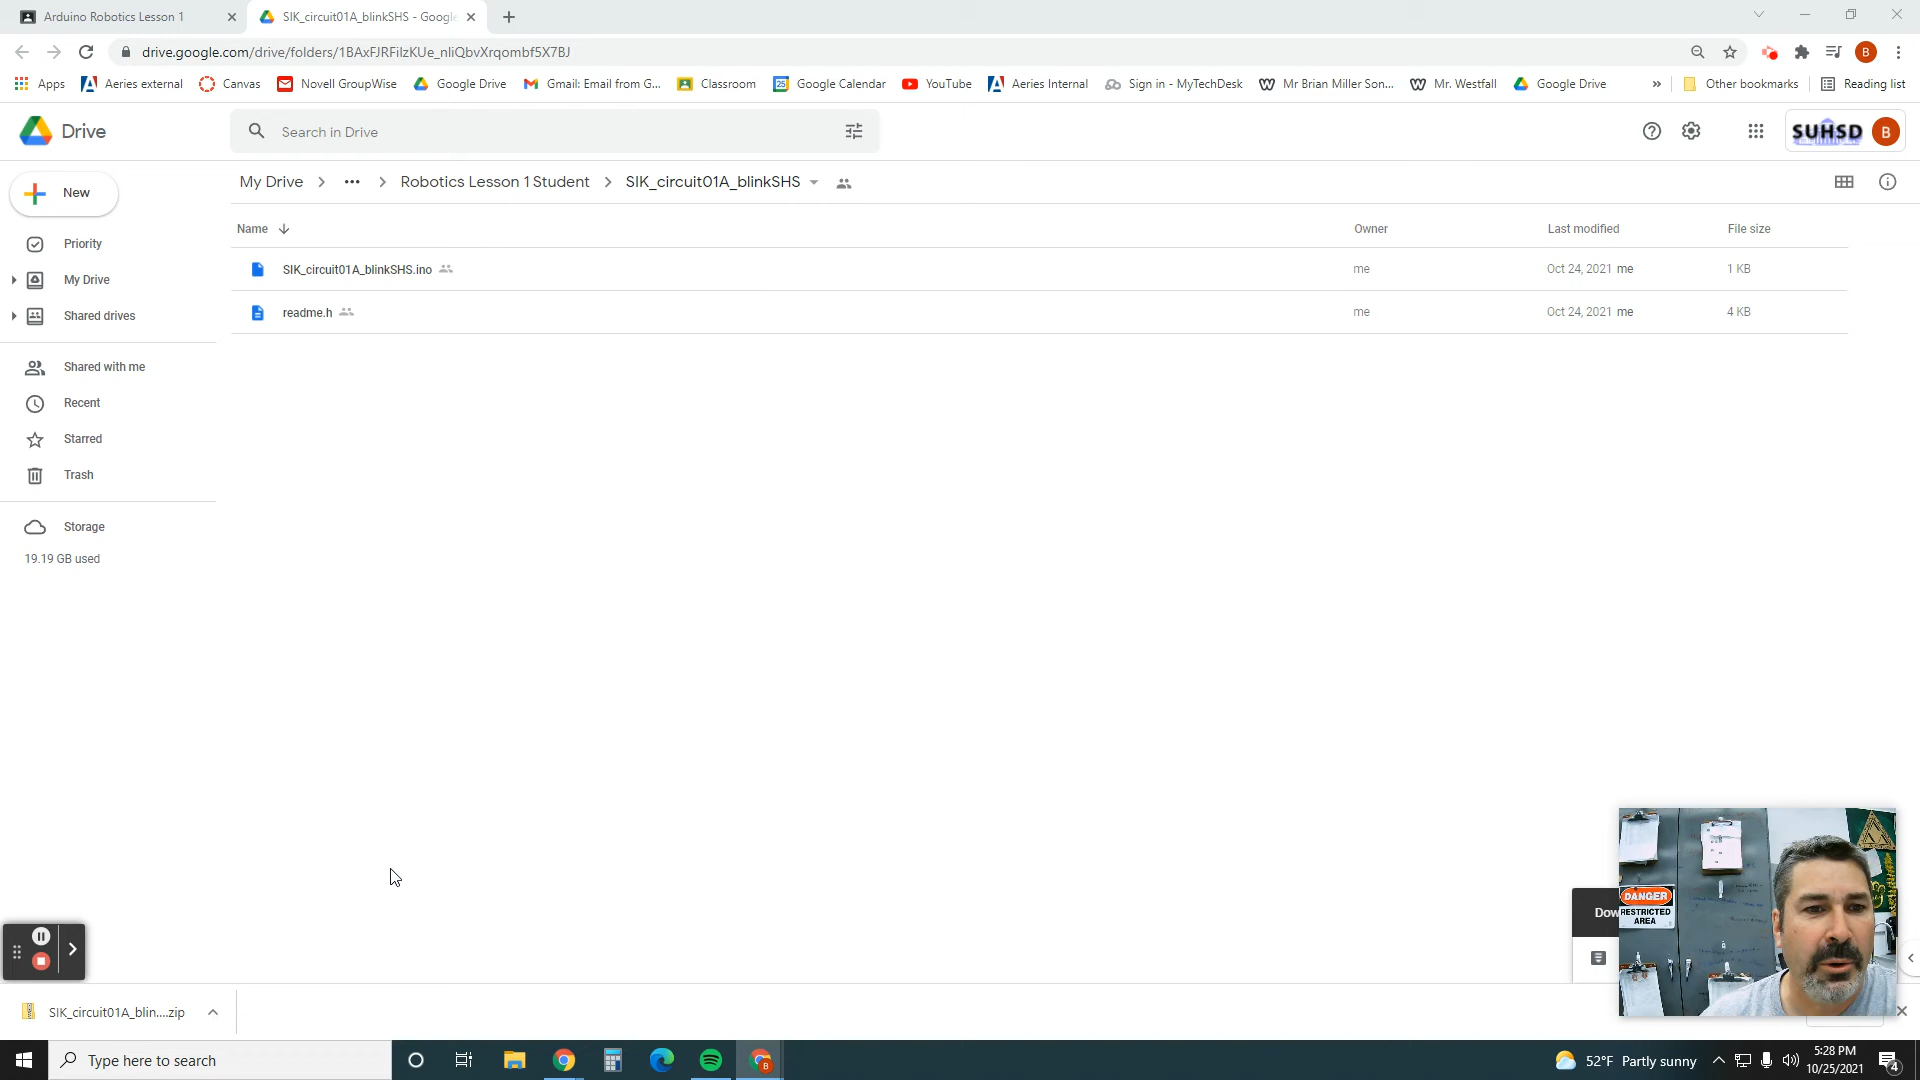 Arduino Robotics Lesson 1
SIK_circuit01A_blinkSHS - Google
drive.google.com/drive/folders/1BAxFJRFiIzKUe_nIiQbvXrqombf5X7BJ
B
Apps
Aeries external
Canvas
Novell GroupWise
Google Drive
Gmail: Email from G...
Classroom
Google Calendar
YouTube
Aeries Internal
Sign in - MyTechDesk
Mr Brian Miller Son...
Mr. Westfall
Google Drive
»
Other bookmarks
Reading list
Drive
Search in Drive
SUHSD
B
New
My Drive > ... > Robotics Lesson 1 Student > SIK_circuit01A_blinkSHS
Name
Owner
Last modified
File size
Priority
SIK_circuit01A_blinkSHS.ino
me
Oct 24, 2021 me
1 KB
My Drive
readme.h
me
Oct 24, 2021 me
4 KB
Shared drives
Shared with me
Recent
Starred
Trash
Storage
19.19 GB used
Dow
DANGER
RESTRICTED
AREA
SIK_circuit01A_blin....zip
Type here to search
B
52°F Partly sunny
5:28 PM
10/25/2021
4